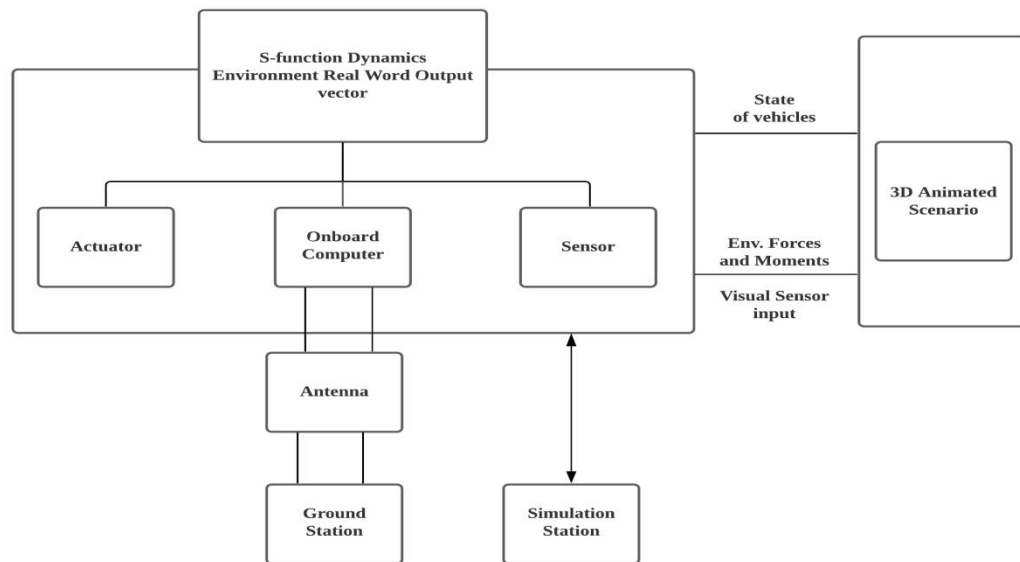 S-function Dynamics
Environment Real Word Output
vector
State
of vehicles
3D Animated
Scenario
Actuator
Onboard
Computer
Sensor
Env. Forces
and Moments
Visual Sensor
input
Antenna
Ground
Station
Simulation
Station